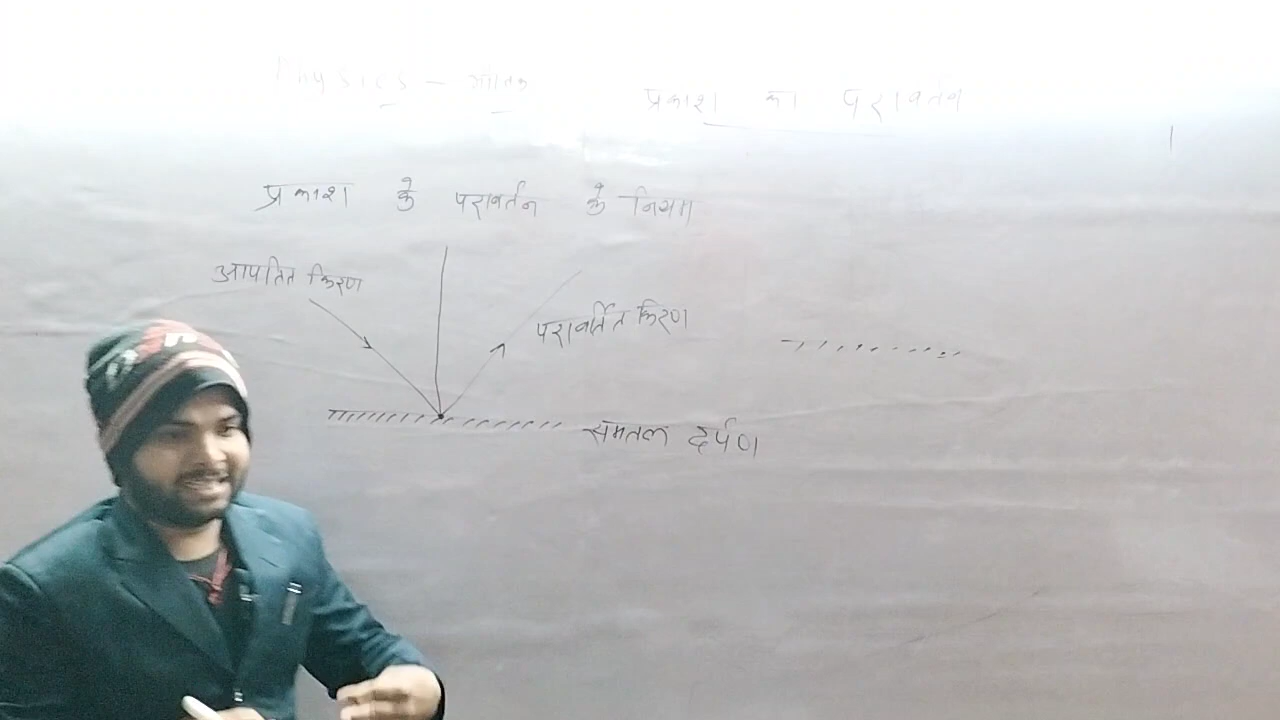 Physics – भौतिक
प्रकाश का परावर्तन
प्रकाश के परावर्तन के नियम
आपतित किरण
परावर्तित किरण
समतल दर्पण